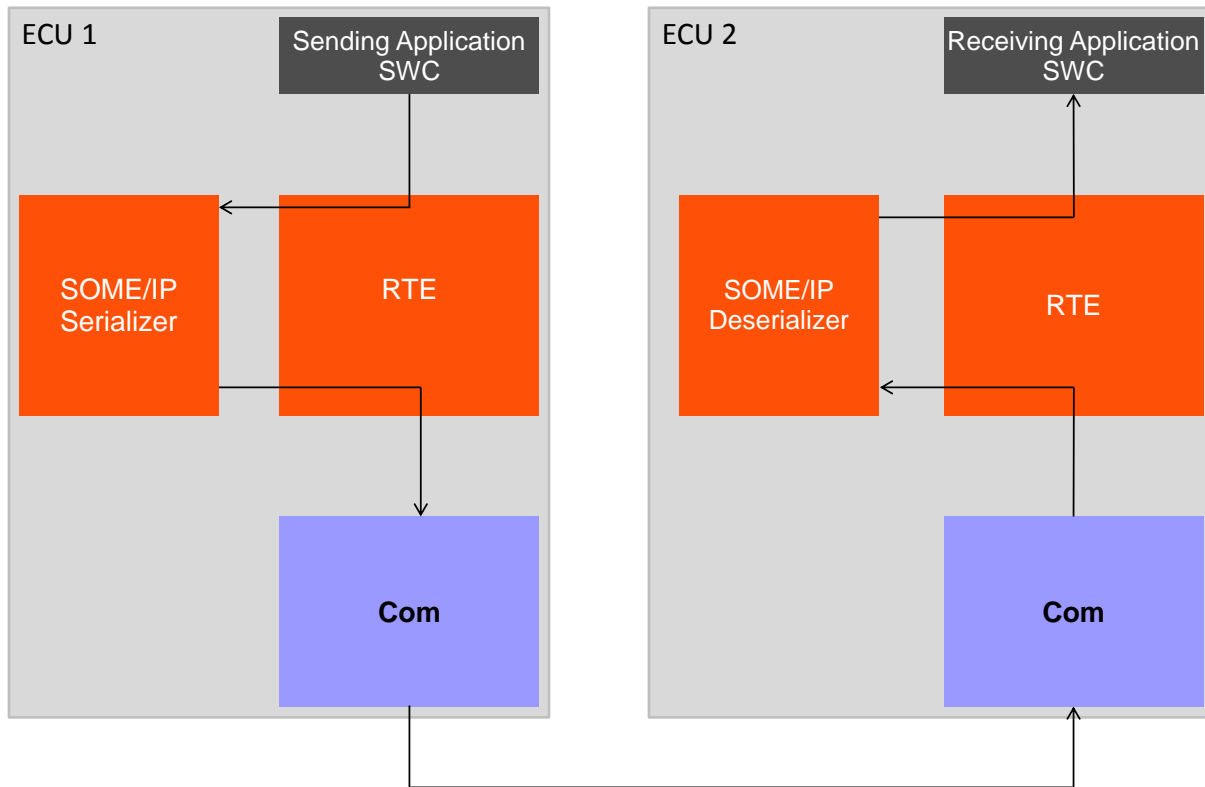 ECU 1
Sending Application
SWC
SOME/IP
Serializer
RTE
Com
ECU 2
Receiving Application
SWC
SOME/IP
Deserializer
RTE
Com